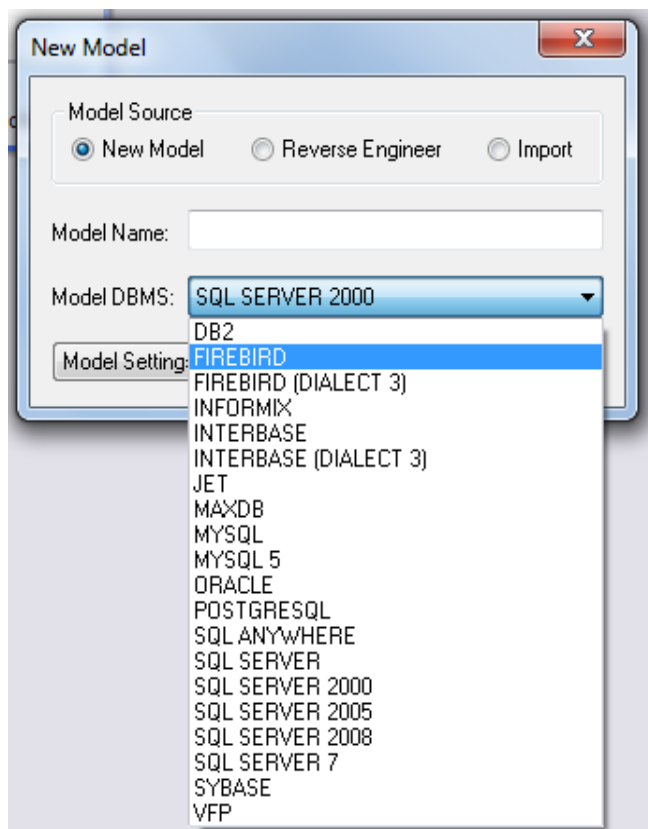 New Model
Model Source
New Model Reverse Engineer Import
Model Name:
Model DBMS: SQL SERVER 2000
DB2
Model Settings FIREBIRD
FIREBIRD (DIALECT 3)
INFORMIX
INTERBASE
INTERBASE (DIALECT 3)
JET
MAXDB
MYSQL
MYSQL 5
ORACLE
POSTGRESQL
SQL ANYWHERE
SQL SERVER
SQL SERVER 2000
SQL SERVER 2005
SQL SERVER 2008
SQL SERVER 7
SYBASE
VFP